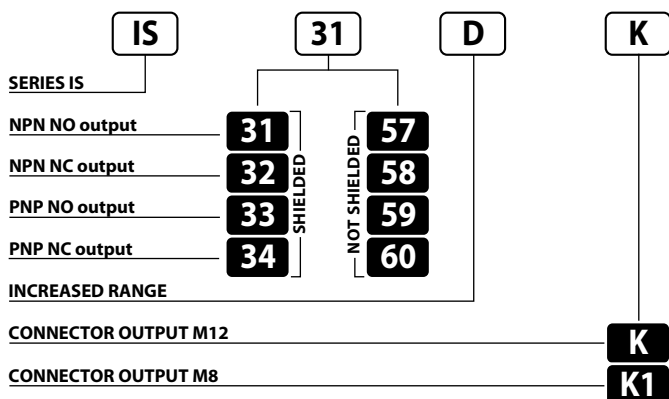 IS 31 D K
SERIES IS
NPN NO output 31 57
NPN NC output 32 58
PNP NO output 33 59
PNP NC output 34 60
SHIELDED
NOT SHIELDED
INCREASED RANGE
CONNECTOR OUTPUT M12 K
CONNECTOR OUTPUT M8 K1